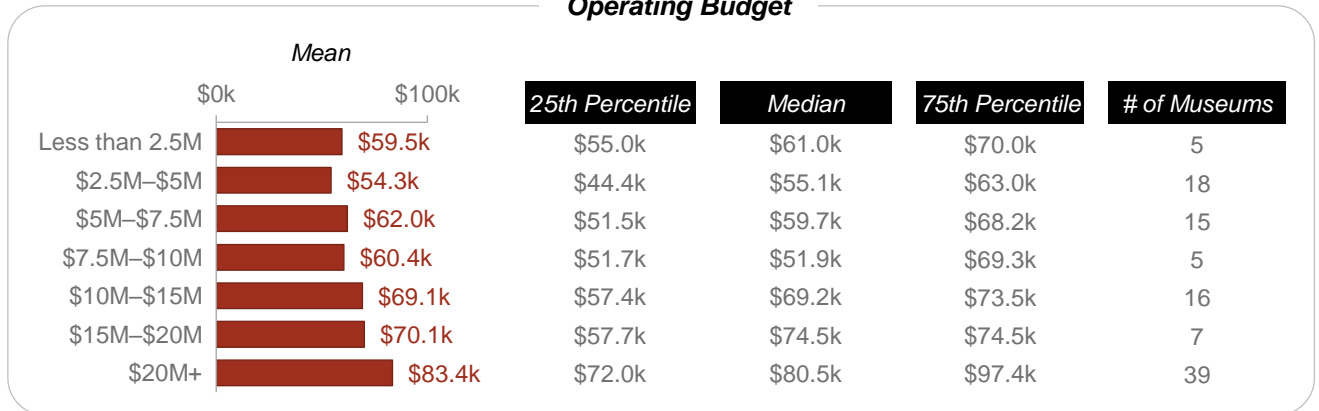 Operating Budget
Mean
$0k $100k 25th Percentile Median 75th Percentile # of Museums
Less than 2.5M $59.5k $55.0k $61.0k $70.0k 5
$2.5M–$5M $54.3k $44.4k $55.1k $63.0k 18
$5M–$7.5M $62.0k $51.5k $59.7k $68.2k 15
$7.5M–$10M $60.4k $51.7k $51.9k $69.3k 5
$10M–$15M $69.1k $57.4k $69.2k $73.5k 16
$15M–$20M $70.1k $57.7k $74.5k $74.5k 7
$20M+ $83.4k $72.0k $80.5k $97.4k 39